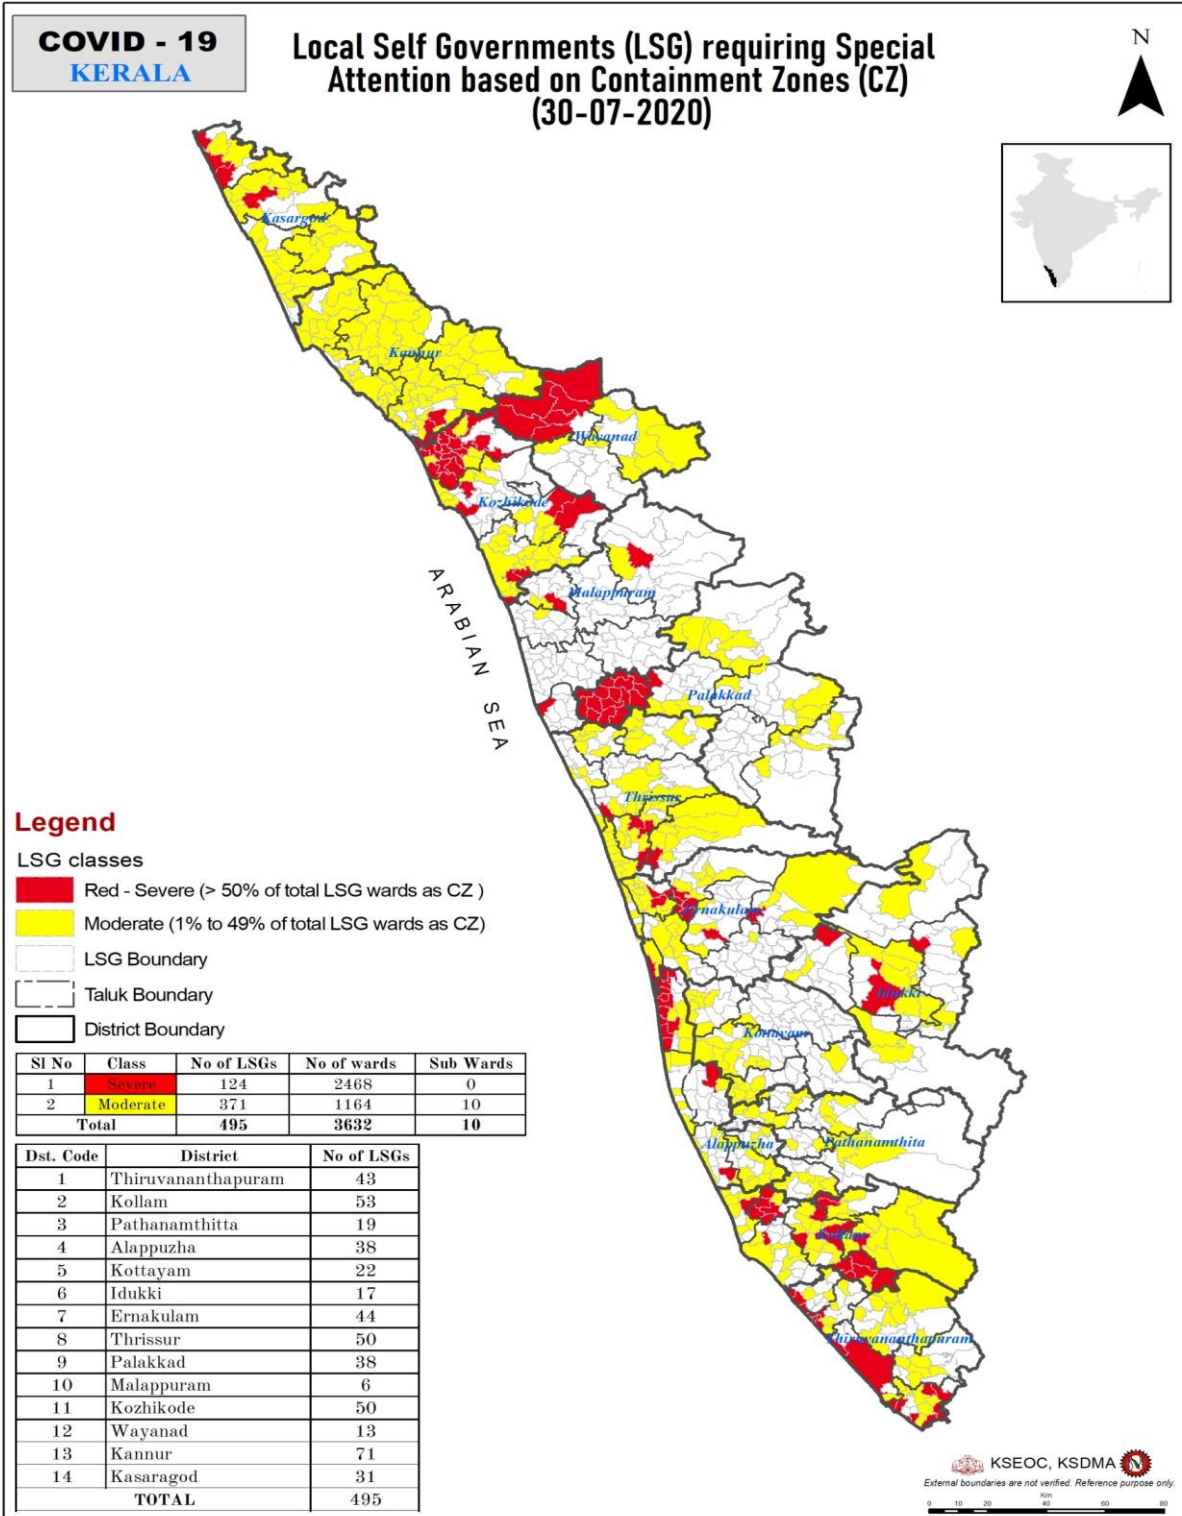 COVID - 19
KERALA
Local Self Governments (LSG) requiring Special
Attention based on Containment Zones (CZ)
(30-07-2020)
N
Kasargod
Kannur
Wayanad
Kozhikode
Malappuram
ARABIAN SEA
Palakkad
Thrissur
Ernakulam
Idukki
Kottayam
Alappuzha
Pathanamthita
Kollam
Thiruvananthapuram
Legend
LSG classes
Red - Severe (> 50% of total LSG wards as CZ )
Moderate (1% to 49% of total LSG wards as CZ)
LSG Boundary
Taluk Boundary
District Boundary
Sl No Class No of LSGs No of wards Sub Wards
1 Severe 124 2468 0
2 Moderate 371 1164 10
Total 495 3632 10
Dst. Code District No of LSGs
1 Thiruvananthapuram 43
2 Kollam 53
3 Pathanamthitta 19
4 Alappuzha 38
5 Kottayam 22
6 Idukki 17
7 Ernakulam 44
8 Thrissur 50
9 Palakkad 38
10 Malappuram 6
11 Kozhikode 50
12 Wayanad 13
13 Kannur 71
14 Kasaragod 31
TOTAL 495
KSEOC, KSDMA
External boundaries are not verified. Reference purpose only.
Km
0 10 20 40 60 80